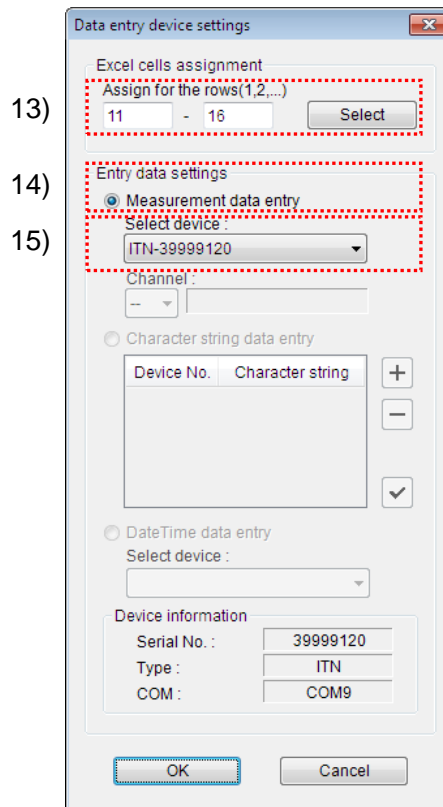 Data entry device settings
Excel cells assignment
13)
Assign for the rows(1,2,...)
11 - 16 Select
14)
Entry data settings
Measurement data entry
15)
Select device :
ITN-39999120
Channel :
--
Character string data entry
Device No. Character string
DateTime data entry
Select device :
Device information
Serial No. : 39999120
Type : ITN
COM : COM9
OK Cancel